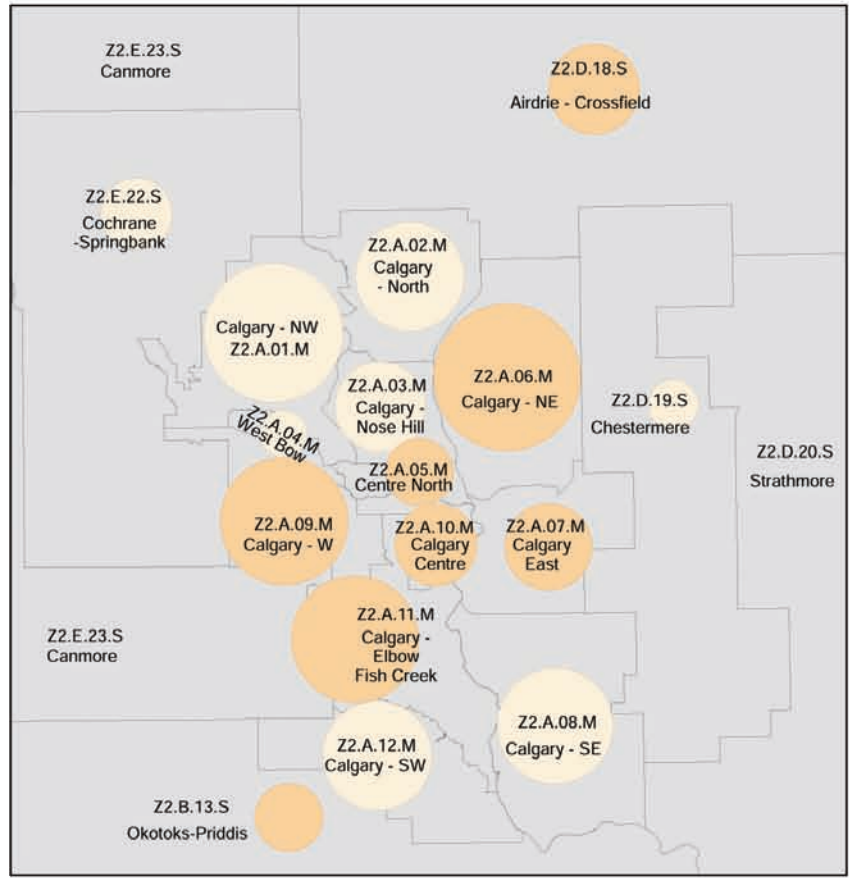 Z2.E.23.S
Canmore
Z2.D.18.S
Airdrie - Crossfield
Z2.E.22.S
Cochrane
-Springbank
Z2.A.02.M
Calgary
- North
Calgary - NW
Z2.A.01.M
Z2.A.03.M
Calgary -
Nose Hill
Z2.A.06.M
Calgary - NE
Z2.D.19.S
Chestermere
Z2.A.04.M
West Bow
Z2.A.05.M
Centre North
Z2.D.20.S
Strathmore
Z2.A.09.M
Calgary - W
Z2.A.10.M
Calgary
Centre
Z2.A.07.M
Calgary
East
Z2.A.11.M
Calgary -
Elbow
Fish Creek
Z2.E.23.S
Canmore
Z2.A.12.M
Calgary - SW
Z2.A.08.M
Calgary - SE
Z2.B.13.S
Okotoks-Priddis